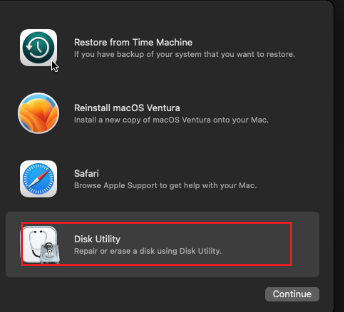 Restore from Time Machine
If you have backup of your system that you want to restore.
Reinstall macOS Ventura
Install a new copy of macOS Ventura onto your Mac.
Safari
Browse Apple Support to get help with your Mac.
Disk Utility
Repair or erase a disk using Disk Utility.
Continue